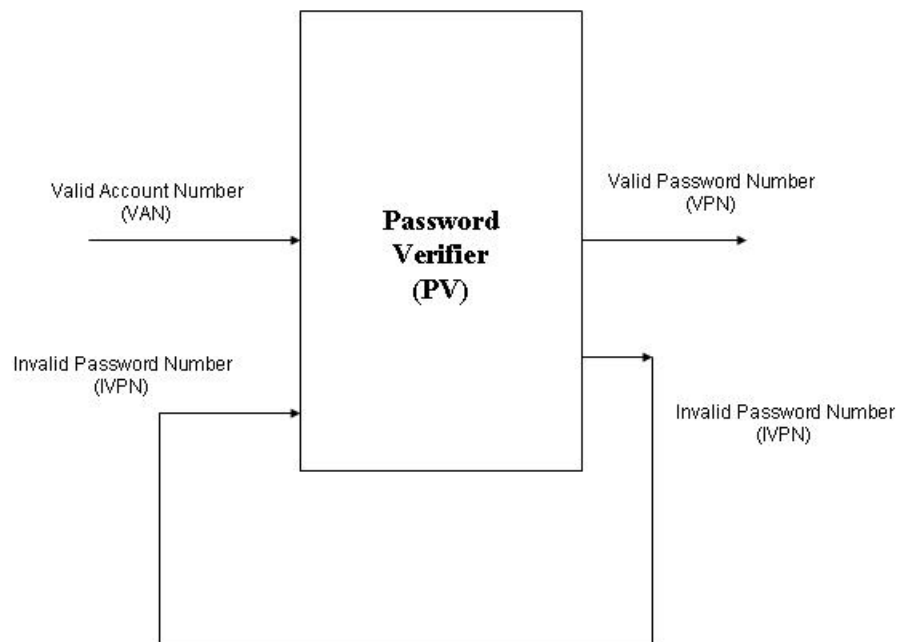 Valid Account Number
(VAN)
Password
Verifier
(PV)
Valid Password Number
(VPN)
Invalid Password Number
(IVPN)
Invalid Password Number
(IVPN)